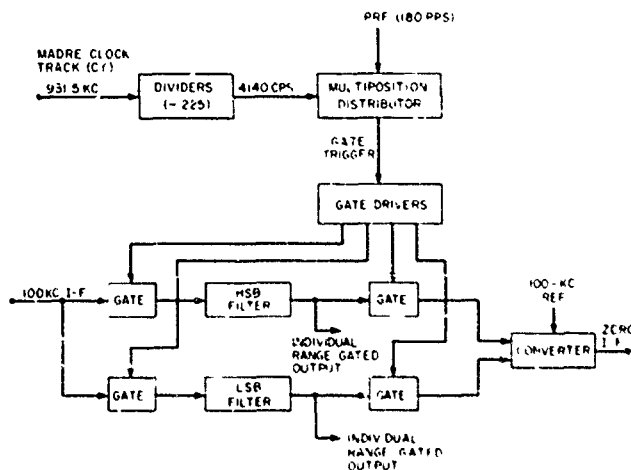 PRF (180 PPS)
MADRE CLOCK
TRACK (CT)
931.5 KC
DIVIDERS
(÷ 225)
4140 CPS
MULTIPOSITION
DISTRIBUTOR
GATE
TRIGGER
GATE DRIVERS
100KC I-F
GATE
HSB
FILTER
GATE
100-KC
REF
INDIVIDUAL
RANGE GATED
OUTPUT
CONVERTER
ZERO
I-F
GATE
LSB
FILTER
GATE
INDIVIDUAL
RANGE GATED
OUTPUT